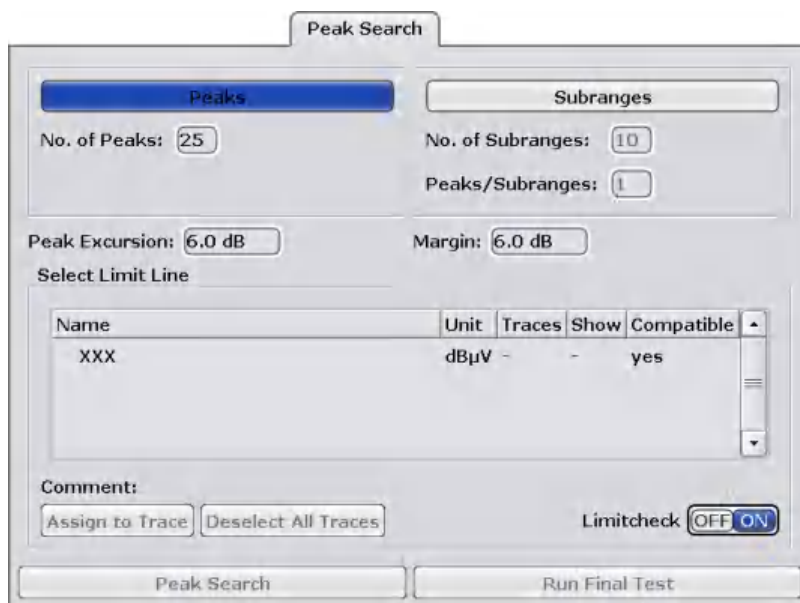 Peak Search
Peaks
Subranges
No. of Peaks: 25
No. of Subranges: 10
Peaks/Subranges: 1
Peak Excursion: 6.0 dB
Margin: 6.0 dB
Select Limit Line
Name Unit Traces Show Compatible
XXX dBµV - - yes
Comment:
Assign to Trace Deselect All Traces Limitcheck OFF ON
Peak Search Run Final Test